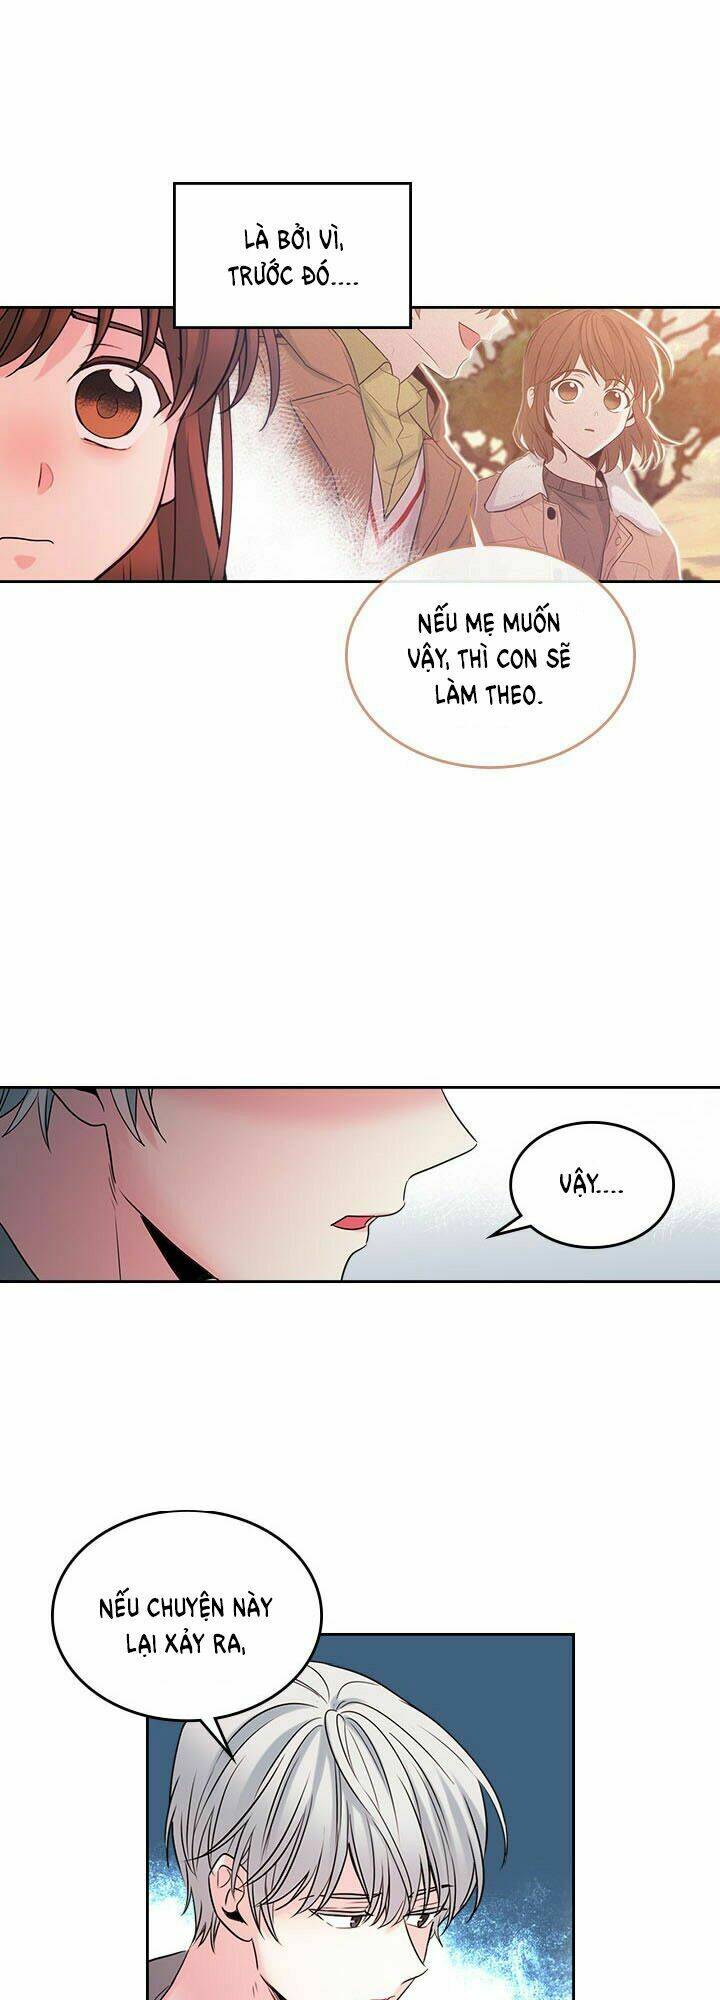 LÀ BỞI VÌ,
TRƯỚC ĐÓ....
NẾU MẸ MUỐN
VẬY, THÌ CON SẼ
LÀM THEO.
VẬY....
NẾU CHUYỆN NÀY
LẠI XẢY RA,